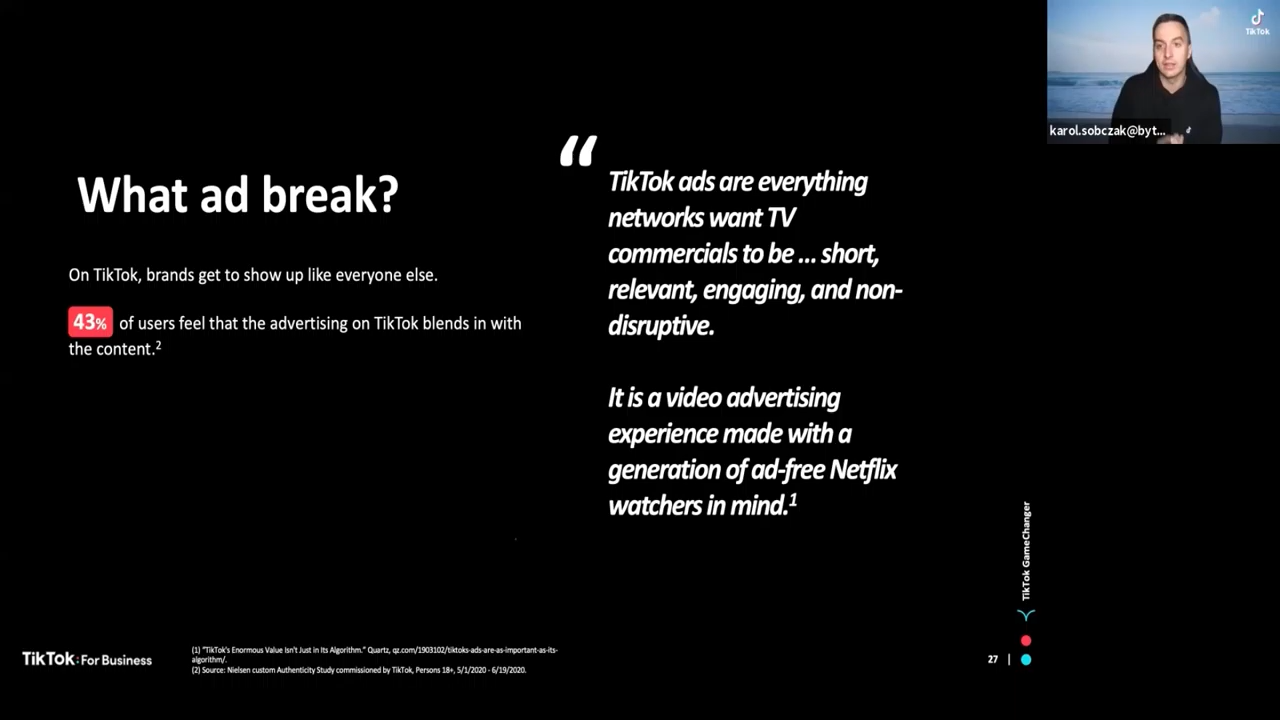 TikTok
karol.sobczak@byt...
What ad break?
On TikTok, brands get to show up like everyone else.
43% of users feel that the advertising on TikTok blends in with
the content.2
“
TikTok ads are everything
networks want TV
commercials to be ... short,
relevant, engaging, and non-
disruptive.
It is a video advertising
experience made with a
generation of ad-free Netflix
watchers in mind.1
TikTok GameChanger
TikTok: For Business
(1) "TikTok's Enormous Value Isn't Just in Its Algorithm." Quartz, qz.com/1903102/tiktoks-ads-are-as-important-as-its-
algorithm/.
(2) Source: Nielsen custom Authenticity Study commissioned by TikTok, Persons 18+, 5/1/2020 - 6/19/2020.
27 |